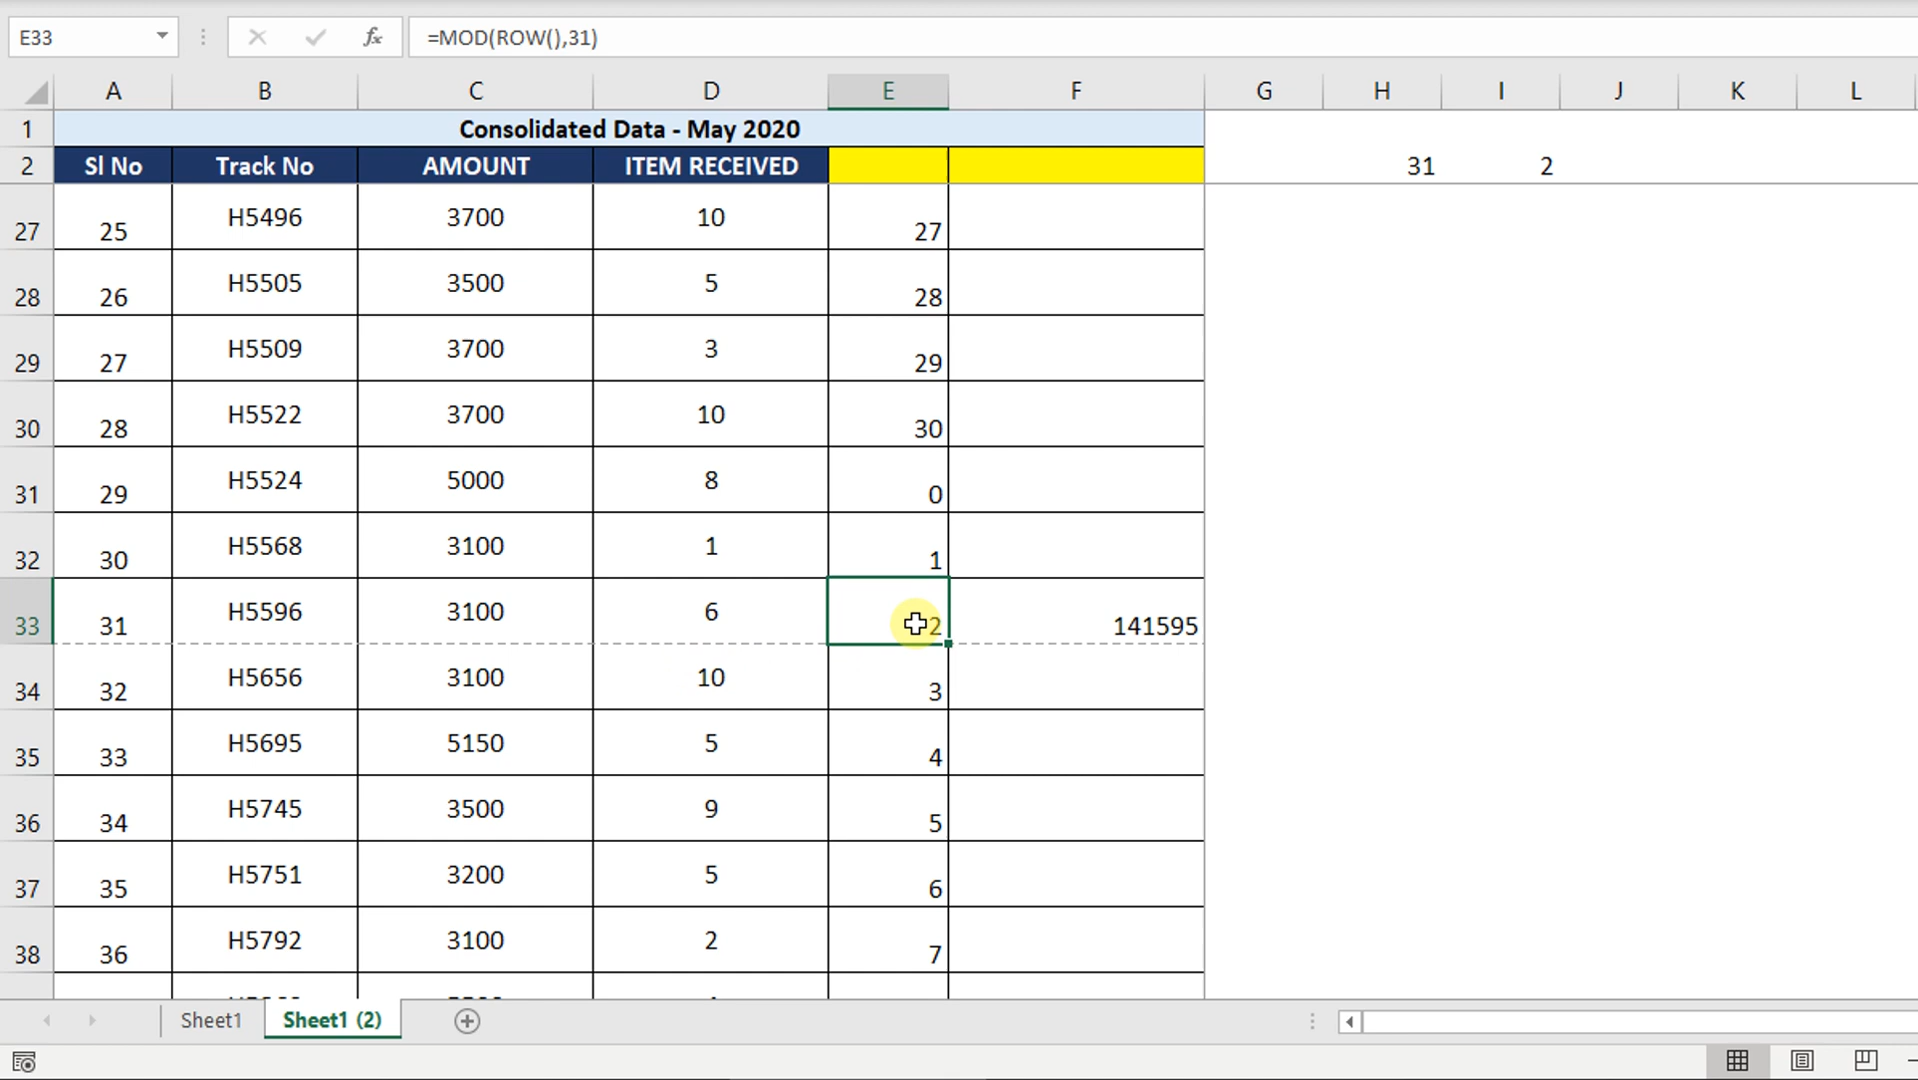 E33 fx =MOD(ROW(),31)
A B C D E F G H I J K L
1 Consolidated Data - May 2020
2 Sl No Track No AMOUNT ITEM RECEIVED 31 2
27 25 H5496 3700 10 27
28 26 H5505 3500 5 28
29 27 H5509 3700 3 29
30 28 H5522 3700 10 30
31 29 H5524 5000 8 0
32 30 H5568 3100 1 1
33 31 H5596 3100 6 2 141595
34 32 H5656 3100 10 3
35 33 H5695 5150 5 4
36 34 H5745 3500 9 5
37 35 H5751 3200 5 6
38 36 H5792 3100 2 7
Sheet1 Sheet1 (2)